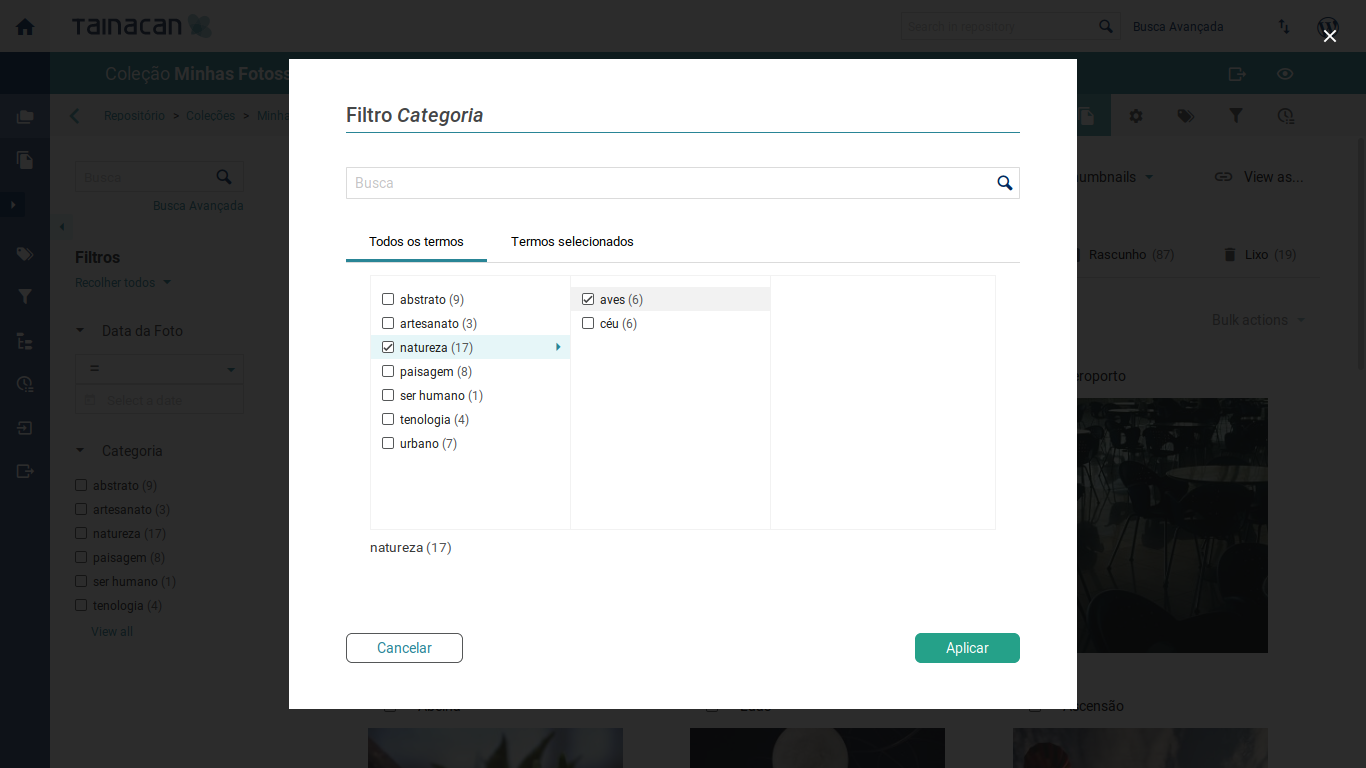 TAINACAN
Search in repository
Busca Avançada
Coleção Minhas Fotoss
Repositório > Coleções > Minha
Busca
Busca Avançada
Filtros
Recolher todos
Data da Foto
=
Select a date
Categoria
abstrato (9)
artesanato (3)
natureza (17)
paisagem (8)
ser humano (1)
tenologia (4)
View all
Filtro Categoria
Busca
Todos os termos
Termos selecionados
abstrato (9)
artesanato (3)
natureza (17)
paisagem (8)
ser humano (1)
tenologia (4)
urbano (7)
aves (6)
céu (6)
natureza (17)
Cancelar
Aplicar
umbnails
View as...
Rascunho (87)
Lixo (19)
Bulk actions
eroporto
Ascensão